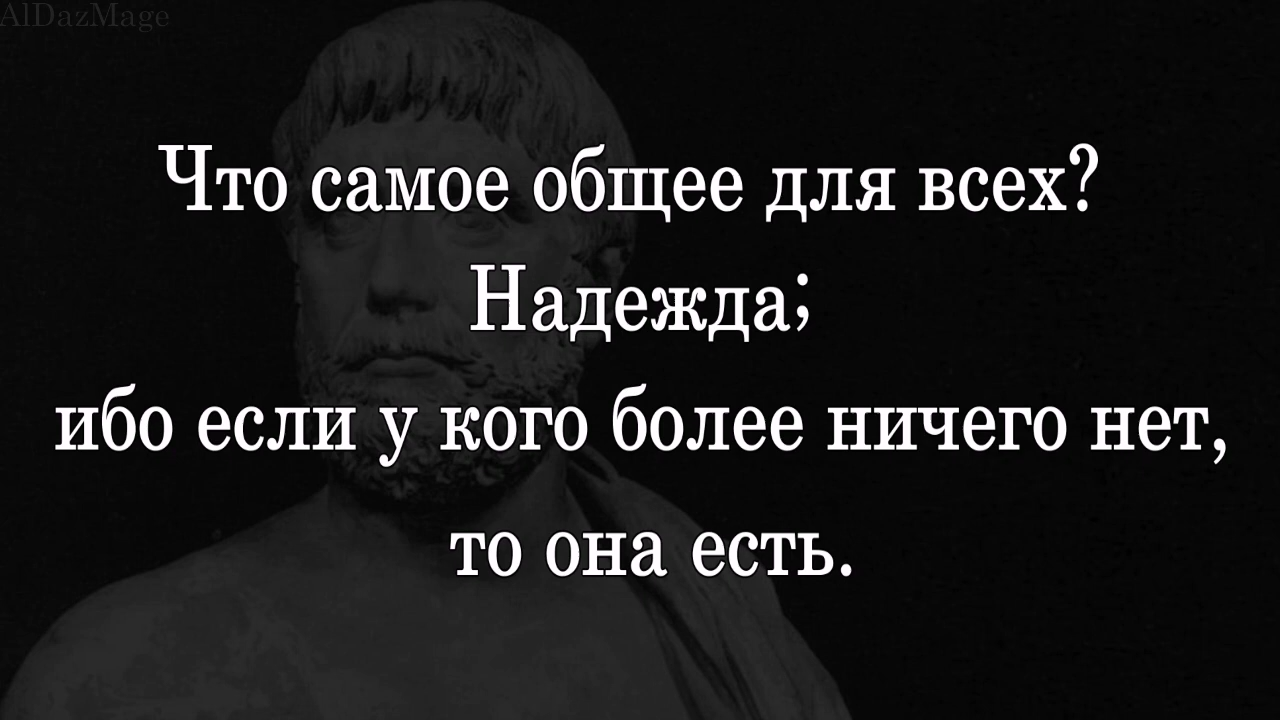 AlDazMage
Что самое общее для всех?
Надежда;
ибо если у кого более ничего нет,
то она есть.